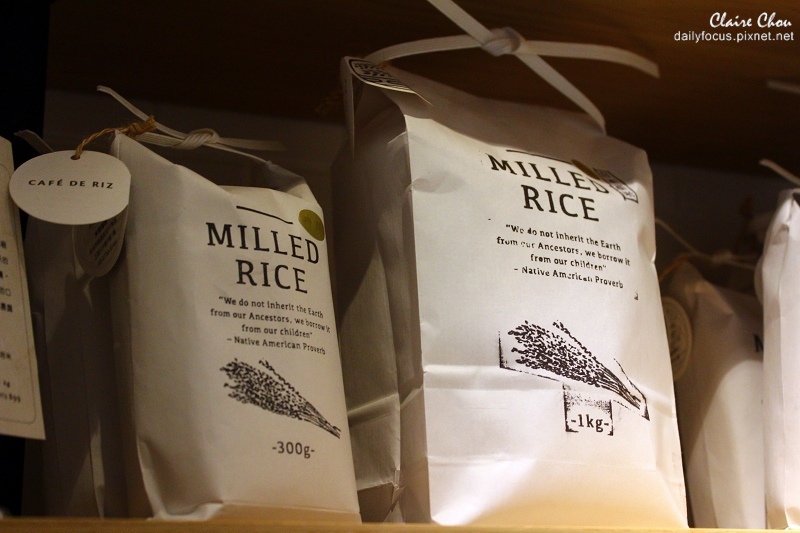 Claire Chou
dailyfocus.pixnet.net
CAFÉ DE RIZ
MILLED
RICE
"We do not inherit the Earth
from our Ancestors, we borrow it
from our children"
- Native American Proverb
-300g-
MILLED
RICE
"We do not inherit the Earth
from our Ancestors, we borrow it
from our children"
- Native American Proverb
-1kg-